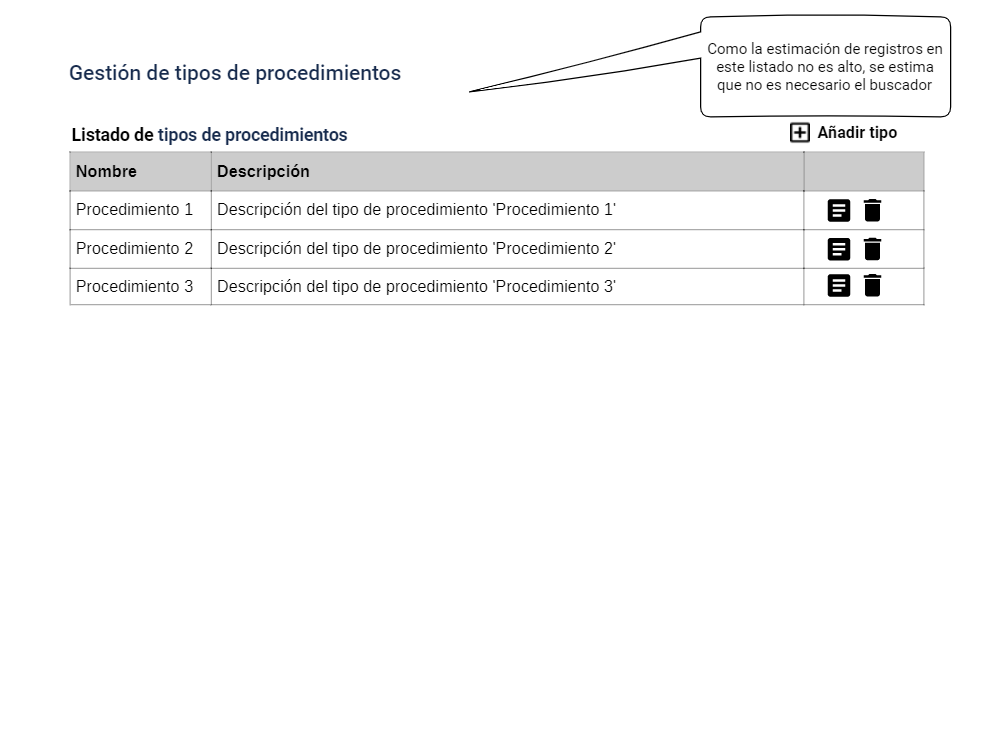 Como la estimación de registros en
este listado no es alto, se estima
que no es necesario el buscador
Gestión de tipos de procedimientos
Listado de tipos de procedimientos
Añadir tipo
Nombre Descripción
Procedimiento 1 Descripción del tipo de procedimiento 'Procedimiento 1'
Procedimiento 2 Descripción del tipo de procedimiento 'Procedimiento 2'
Procedimiento 3 Descripción del tipo de procedimiento 'Procedimiento 3'